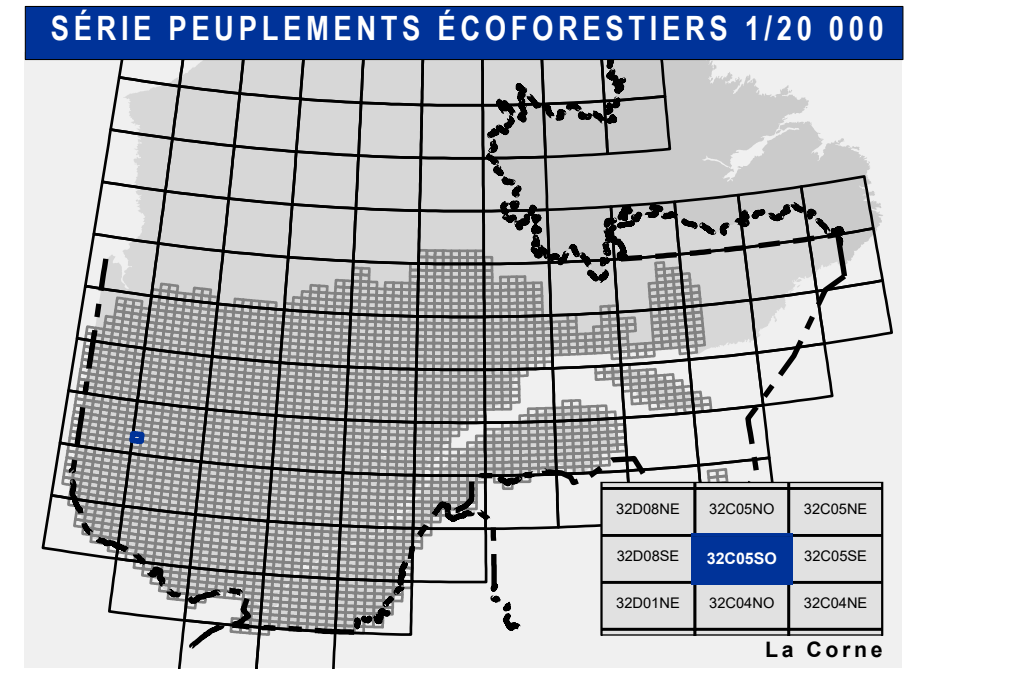 SÉRIE PEUPLEMENTS ÉCOFORESTIERS 1/20 000
32D08NE 32C05NO 32C05NE
32D08SE 32C05SO 32C05SE
32D01NE 32C04NO 32C04NE
La Corne